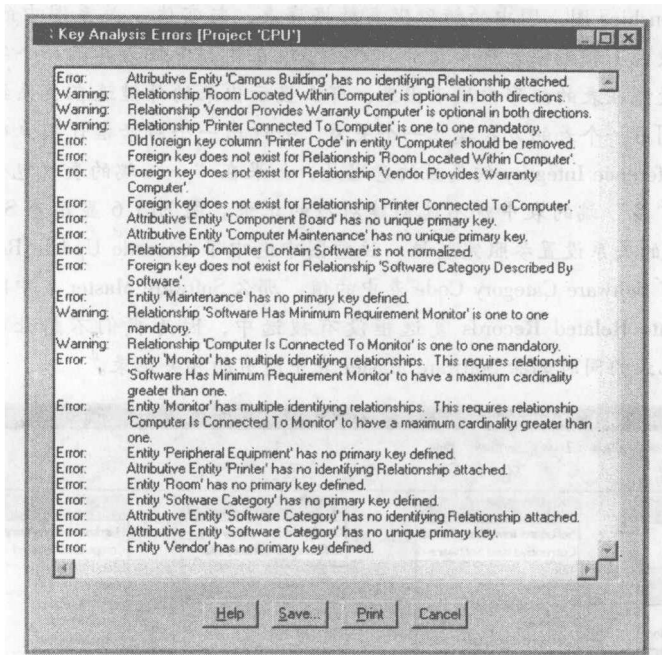 Key Analysis Errors [Project 'CPU']
Error: Attributive Entity 'Campus Building' has no identifying Relationship attached.
Warning: Relationship 'Room Located Within Computer' is optional in both directions.
Warning: Relationship 'Vendor Provides Warranty Computer' is optional in both directions.
Warning: Relationship 'Printer Connected To Computer' is one to one mandatory.
Error: Old foreign key column 'Printer Code' in entity 'Computer' should be removed.
Error: Foreign key does not exist for Relationship 'Room Located Within Computer'.
Error: Foreign key does not exist for Relationship 'Vendor Provides Warranty
Computer'.
Error: Foreign key does not exist for Relationship 'Printer Connected To Computer'.
Error: Attributive Entity 'Component Board' has no unique primary key.
Error: Attributive Entity 'Computer Maintenance' has no unique primary key.
Error: Relationship 'Computer Contain Software' is not normalized.
Error: Foreign key does not exist for Relationship 'Software Category Described By
Software'.
Error: Entity 'Maintenance' has no primary key defined.
Warning: Relationship 'Software Has Minimum Requirement Monitor' is one to one
mandatory.
Warning: Relationship 'Computer Is Connected To Monitor' is one to one mandatory.
Error: Entity 'Monitor' has multiple identifying relationships. This requires relationship
'Software Has Minimum Requirement Monitor' to have a maximum cardinality
greater than one.
Error: Entity 'Monitor' has multiple identifying relationships. This requires relationship
'Computer Is Connected To Monitor' to have a maximum cardinality greater than
one.
Error: Entity 'Peripheral Equipment' has no primary key defined.
Error: Attributive Entity 'Printer' has no identifying Relationship attached.
Error: Entity 'Room' has no primary key defined.
Error: Entity 'Software Category' has no primary key defined.
Error: Attributive Entity 'Software Category' has no identifying Relationship attached.
Error: Attributive Entity 'Software Category' has no unique primary key.
Error: Entity 'Vendor' has no primary key defined.
Help Save... Print Cancel